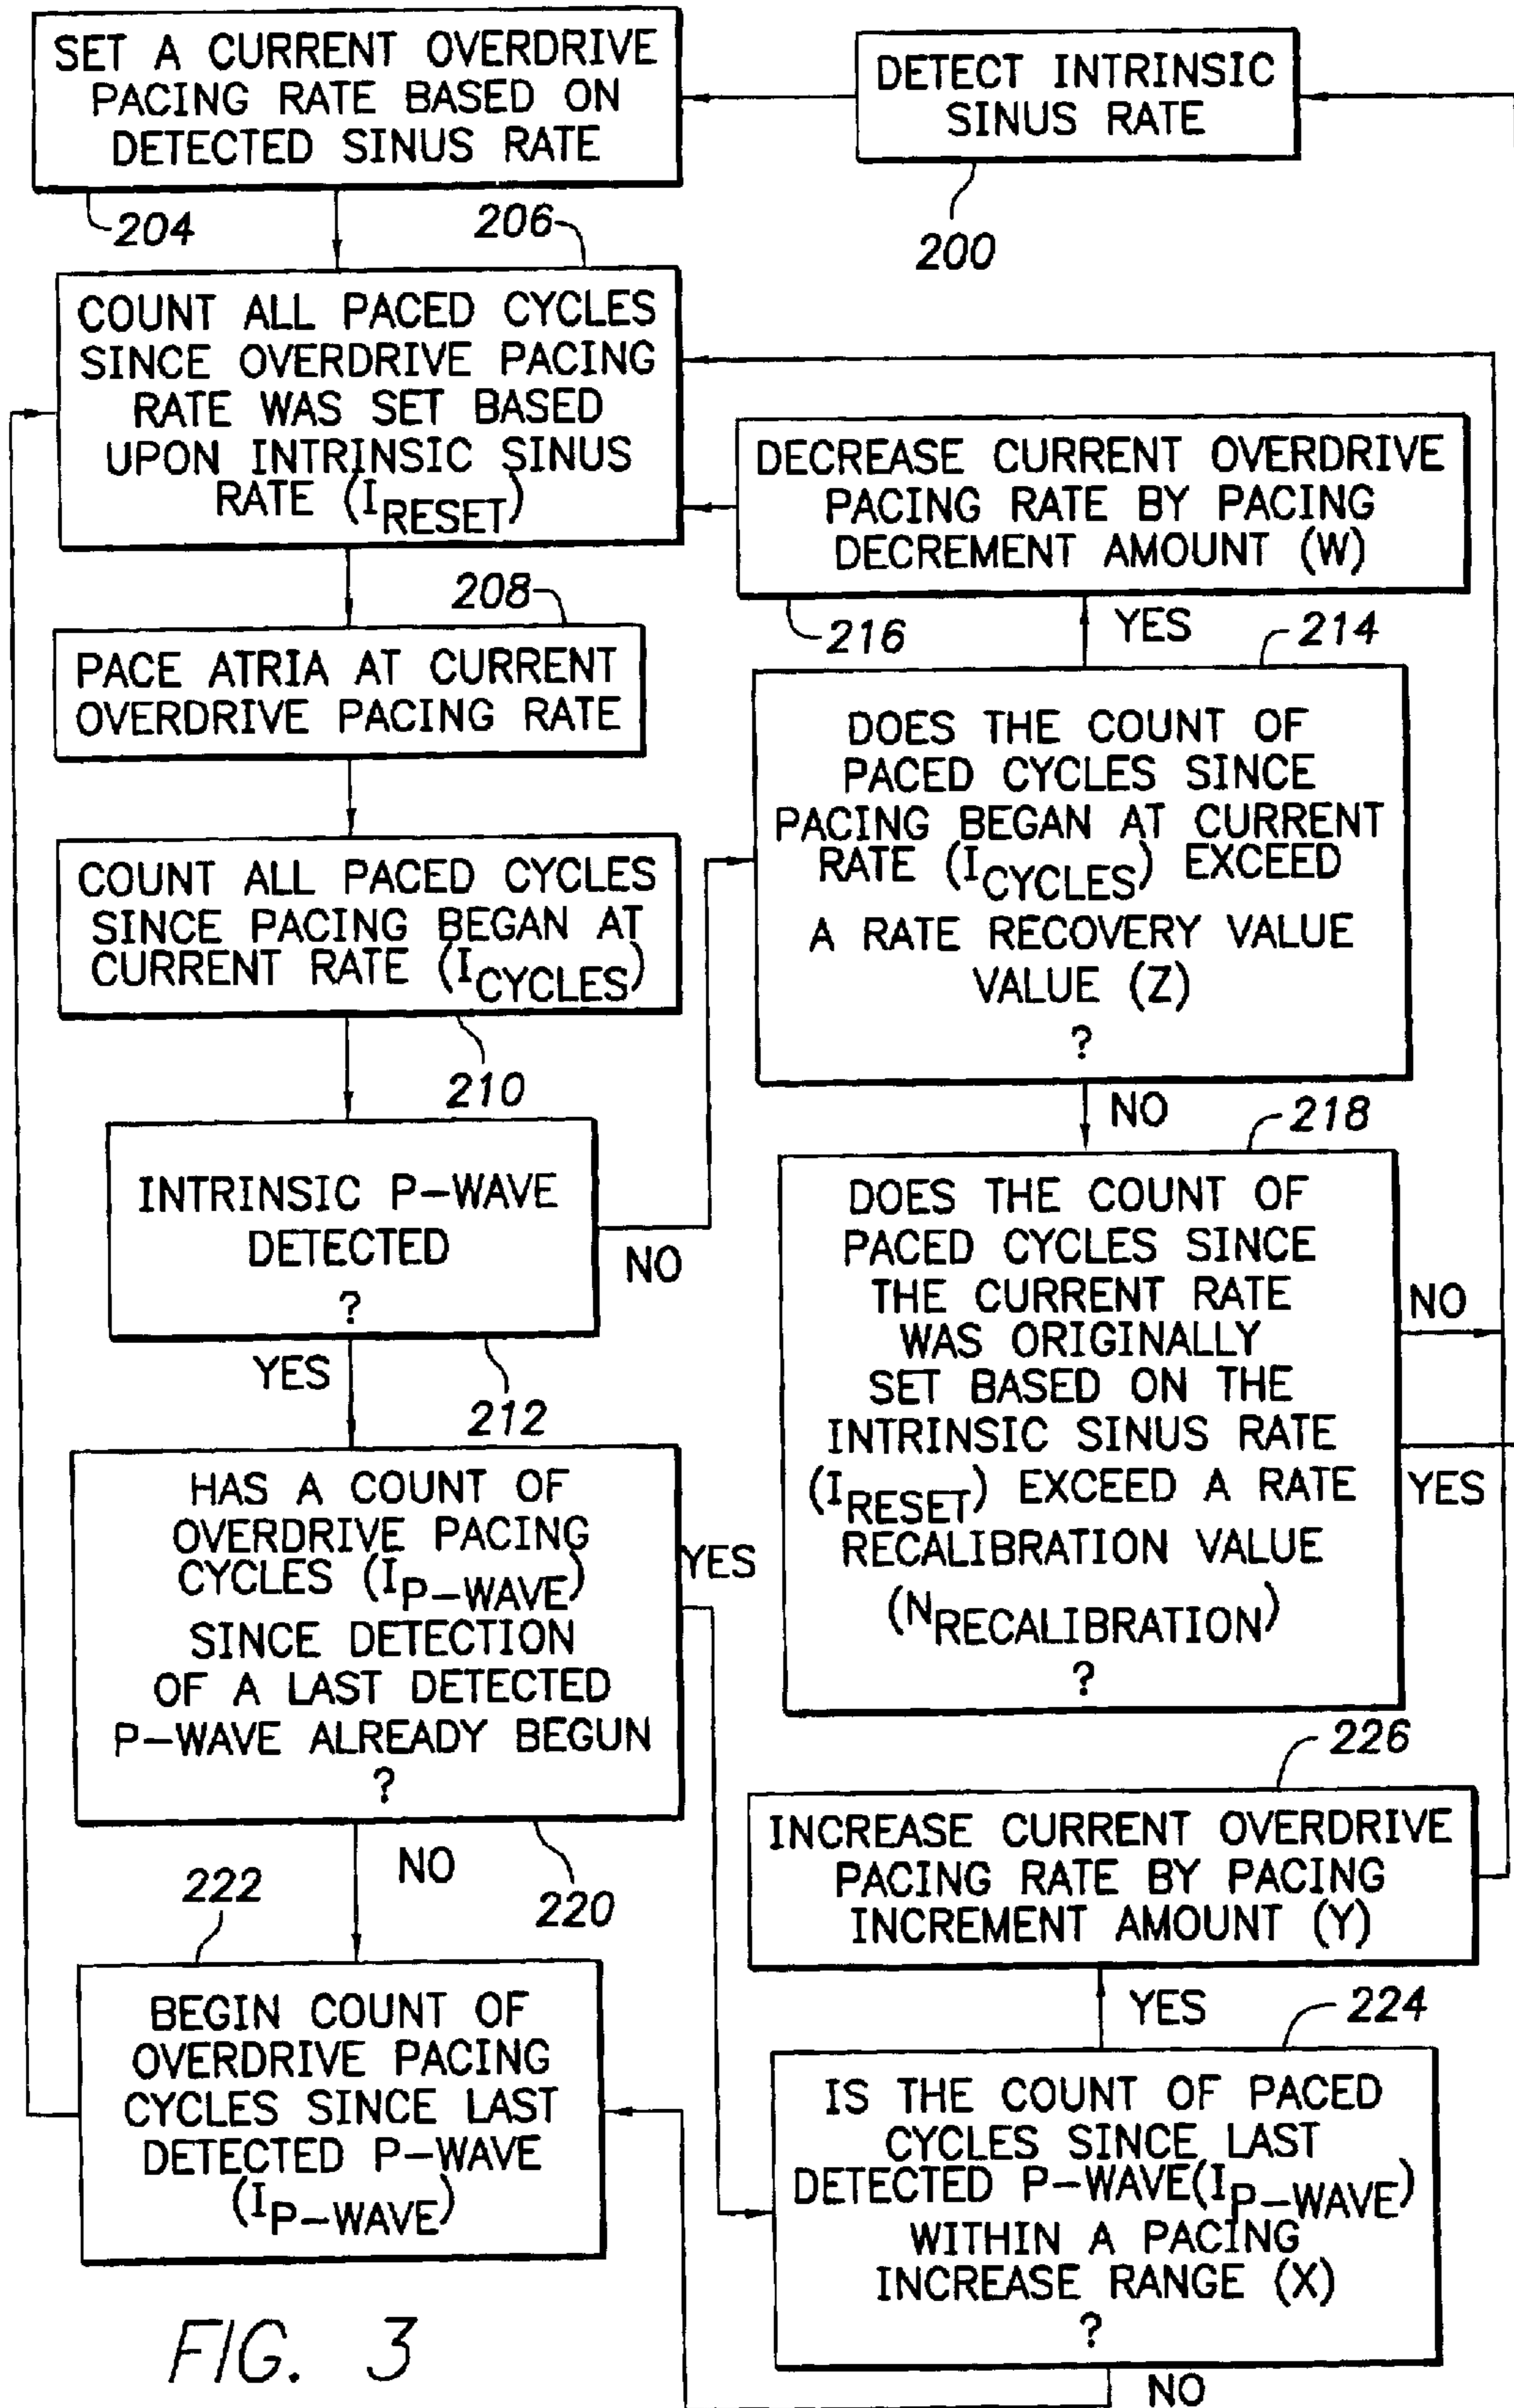 SET A CURRENT OVERDRIVE
PACING RATE BASED ON
DETECTED SINUS RATE
204
DETECT INTRINSIC
SINUS RATE
200
206
COUNT ALL PACED CYCLES
SINCE OVERDRIVE PACING
RATE WAS SET BASED
UPON INTRINSIC SINUS
RATE (I RESET)
208
PACE ATRIA AT CURRENT
OVERDRIVE PACING RATE
COUNT ALL PACED CYCLES
SINCE PACING BEGAN AT
CURRENT RATE (I CYCLES)
210
INTRINSIC P-WAVE
DETECTED
?
NO
YES
212
DECREASE CURRENT OVERDRIVE
PACING RATE BY PACING
DECREMENT AMOUNT (W)
216
YES
214
DOES THE COUNT OF
PACED CYCLES SINCE
PACING BEGAN AT CURRENT
RATE (I CYCLES) EXCEED
A RATE RECOVERY VALUE
VALUE (Z)
?
NO
218
DOES THE COUNT OF
PACED CYCLES SINCE
THE CURRENT RATE
WAS ORIGINALLY
SET BASED ON THE
INTRINSIC SINUS RATE
(I RESET) EXCEED A RATE
RECALIBRATION VALUE
(N RECALIBRATION)
?
NO
YES
HAS A COUNT OF
OVERDRIVE PACING
CYCLES (I P-WAVE)
SINCE DETECTION
OF A LAST DETECTED
P-WAVE ALREADY BEGUN
?
YES
NO
220
222
BEGIN COUNT OF
OVERDRIVE PACING
CYCLES SINCE LAST
DETECTED P-WAVE
(I P-WAVE)
226
INCREASE CURRENT OVERDRIVE
PACING RATE BY PACING
INCREMENT AMOUNT (Y)
YES
224
IS THE COUNT OF PACED
CYCLES SINCE LAST
DETECTED P-WAVE(I P-WAVE)
WITHIN A PACING
INCREASE RANGE (X)
?
NO
FIG. 3